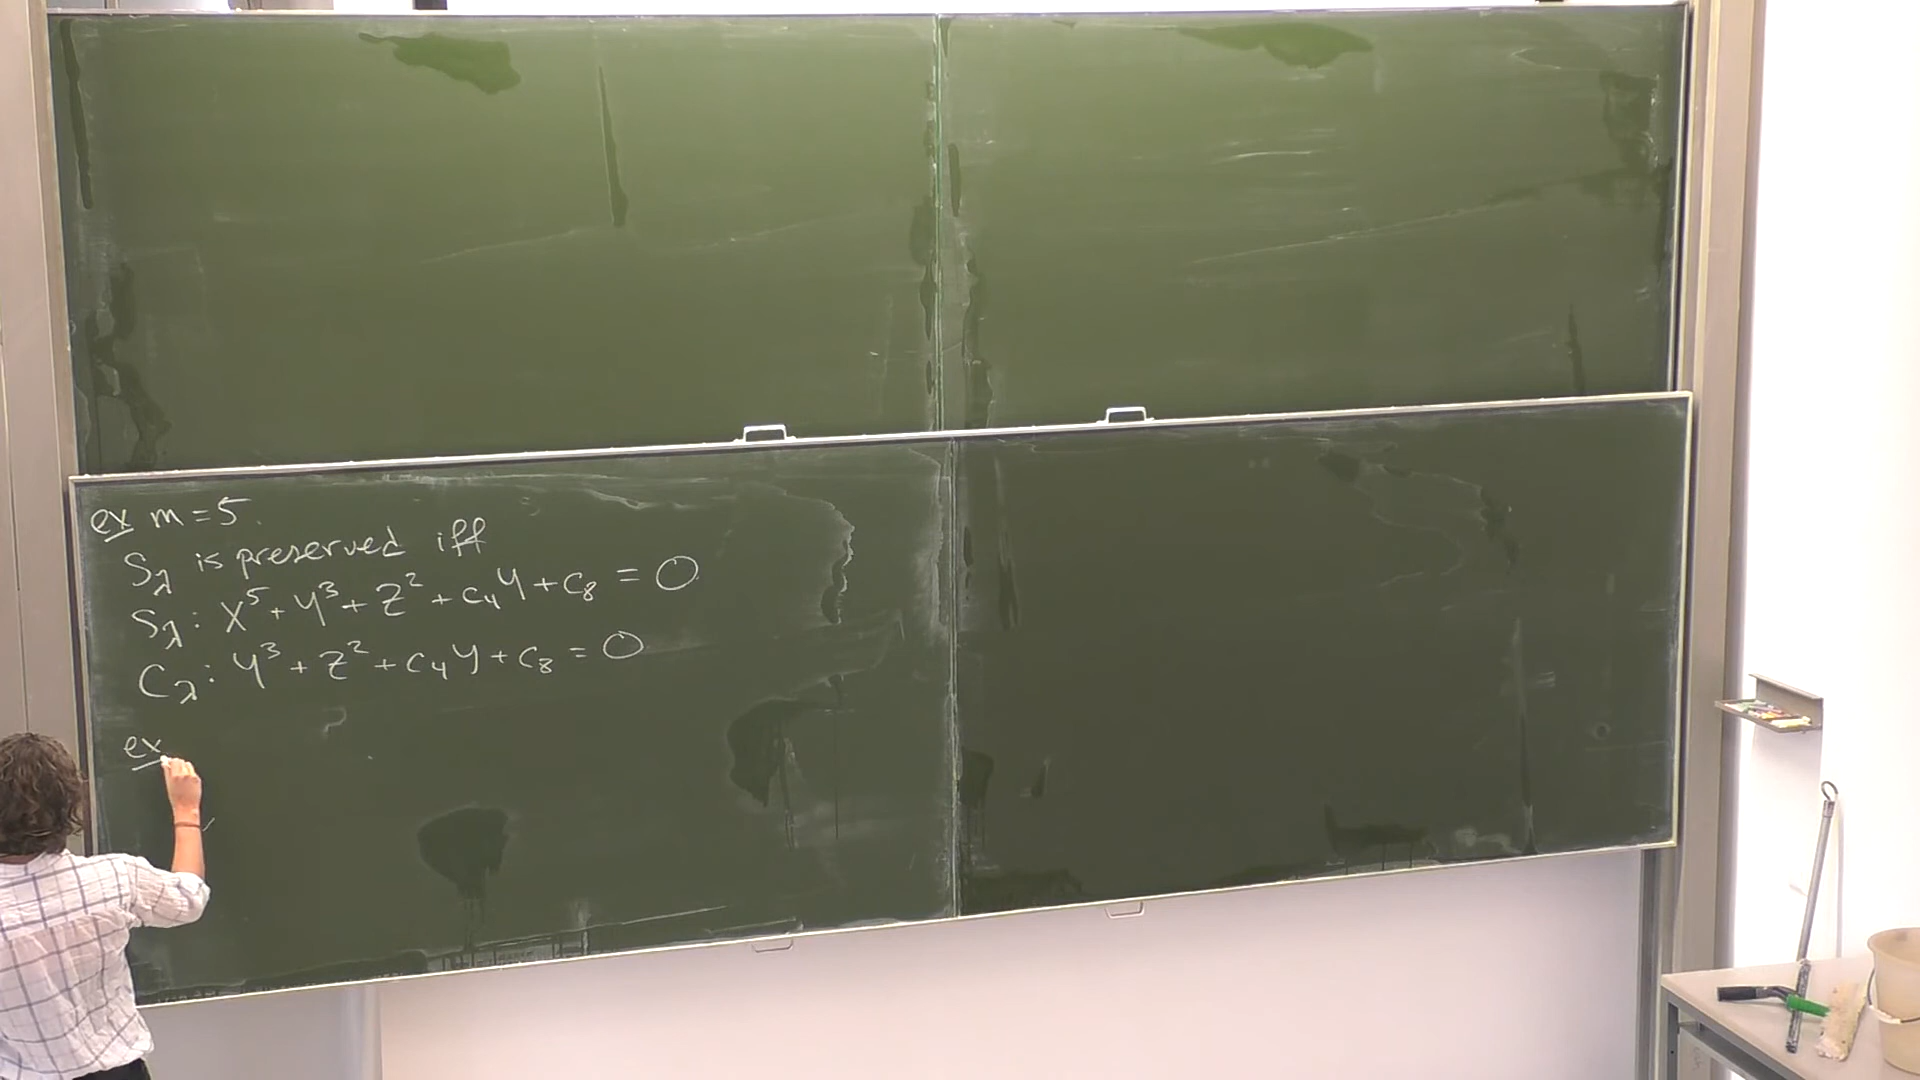 ex m = 5.
S_λ is preserved iff
S_λ : X^5 + Y^3 + Z^2 + c_4 Y + c_8 = 0
C_λ : Y^3 + Z^2 + c_4 Y + c_8 = 0
ex